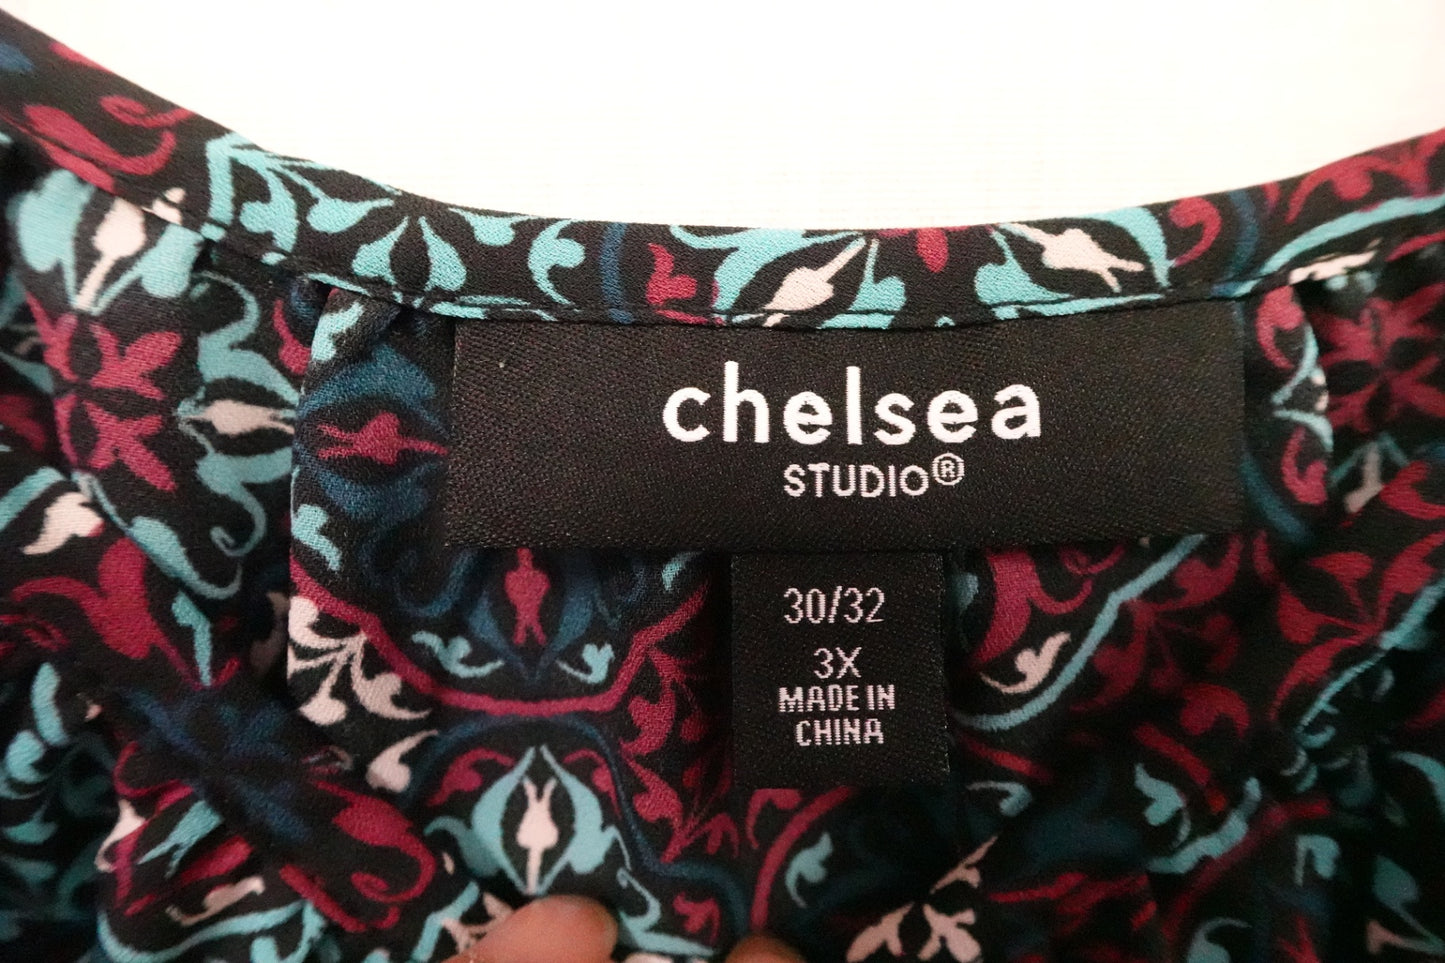 chelsea
STUDIO®
30/32
3X
MADE IN
CHINA